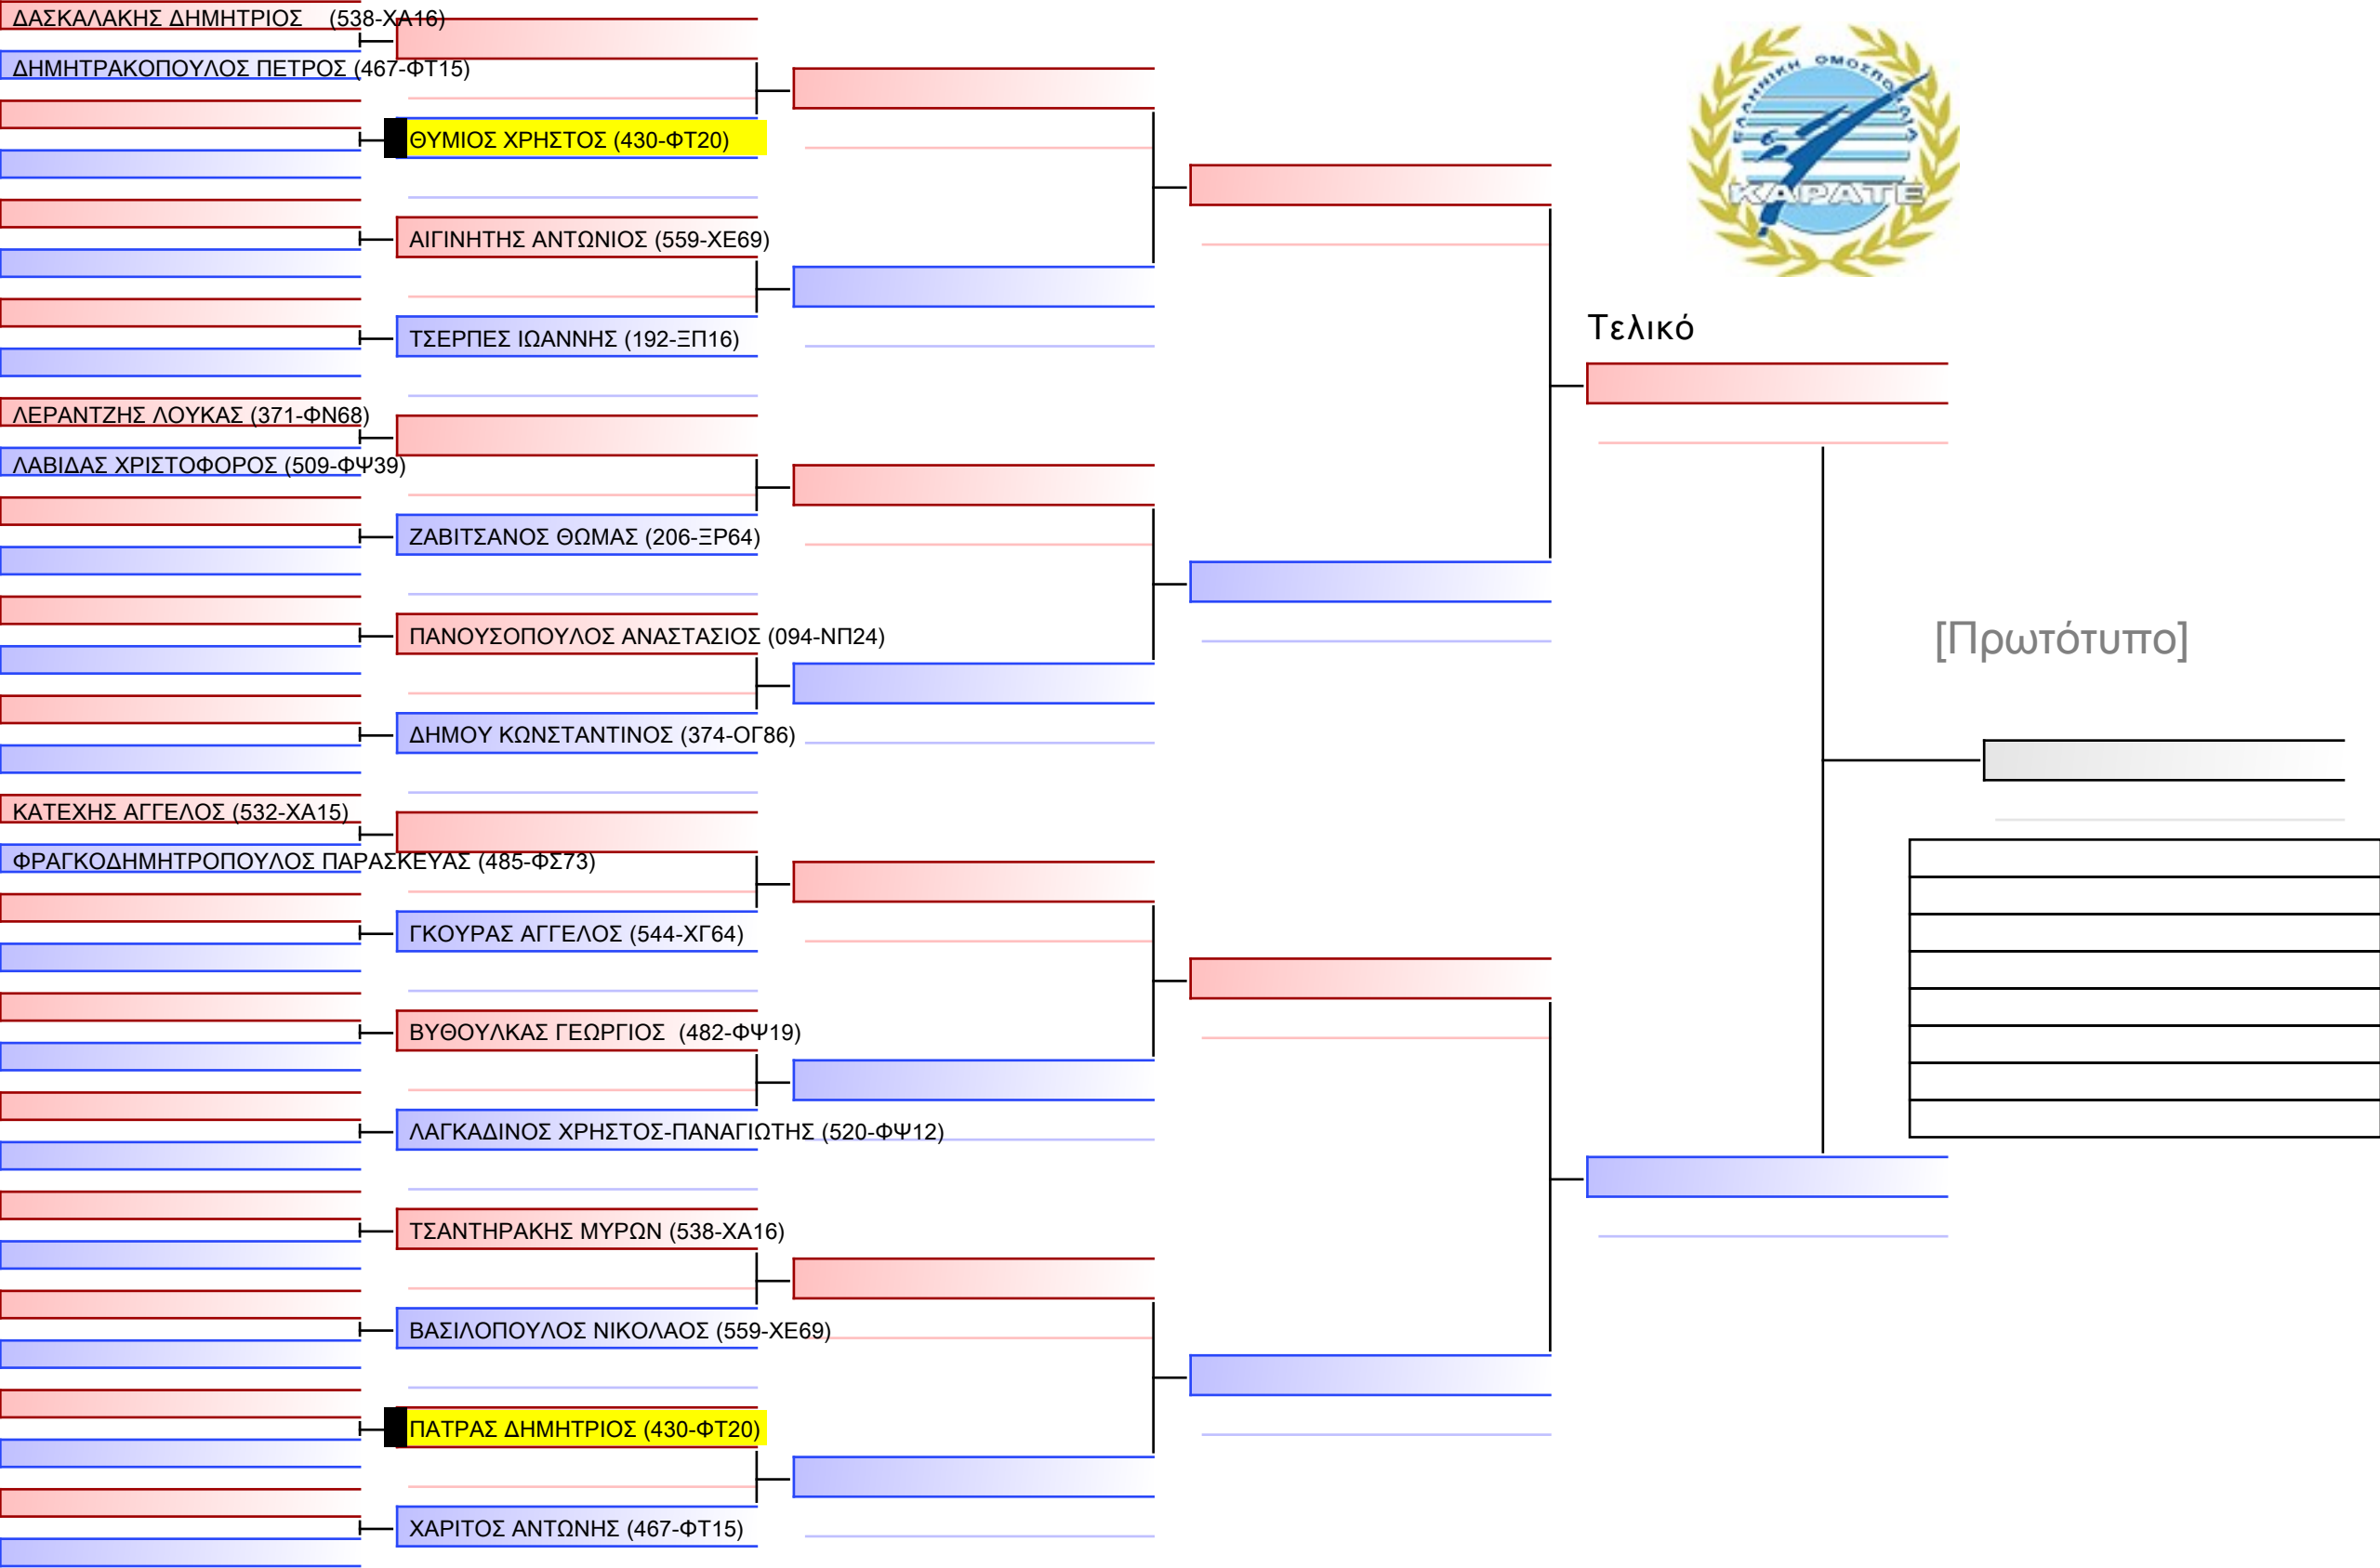 ΔΑΣΚΑΛΑΚΗΣ ΔΗΜΗΤΡΙΟΣ (538-ΧΑ16)
ΔΗΜΗΤΡΑΚΟΠΟΥΛΟΣ ΠΕΤΡΟΣ (467-ΦΤ15)
ΘΥΜΙΟΣ ΧΡΗΣΤΟΣ (430-ΦΤ20)
ΑΙΓΙΝΗΤΗΣ ΑΝΤΩΝΙΟΣ (559-ΧΕ69)
ΤΣΕΡΠΕΣ ΙΩΑΝΝΗΣ (192-ΞΠ16)
ΛΕΡΑΝΤΖΗΣ ΛΟΥΚΑΣ (371-ΦΝ68)
ΛΑΒΙΔΑΣ ΧΡΙΣΤΟΦΟΡΟΣ (509-ΦΨ39)
ΖΑΒΙΤΣΑΝΟΣ ΘΩΜΑΣ (206-ΞΡ64)
ΠΑΝΟΥΣΟΠΟΥΛΟΣ ΑΝΑΣΤΑΣΙΟΣ (094-ΝΠ24)
ΔΗΜΟΥ ΚΩΝΣΤΑΝΤΙΝΟΣ (374-ΟΓ86)
ΚΑΤΕΧΗΣ ΑΓΓΕΛΟΣ (532-ΧΑ15)
ΦΡΑΓΚΟΔΗΜΗΤΡΟΠΟΥΛΟΣ ΠΑΡΑΣΚΕΥΑΣ (485-ΦΣ73)
ΓΚΟΥΡΑΣ ΑΓΓΕΛΟΣ (544-ΧΓ64)
ΒΥΘΟΥΛΚΑΣ ΓΕΩΡΓΙΟΣ (482-ΦΨ19)
ΛΑΓΚΑΔΙΝΟΣ ΧΡΗΣΤΟΣ-ΠΑΝΑΓΙΩΤΗΣ (520-ΦΨ12)
ΤΣΑΝΤΗΡΑΚΗΣ ΜΥΡΩΝ (538-ΧΑ16)
ΒΑΣΙΛΟΠΟΥΛΟΣ ΝΙΚΟΛΑΟΣ (559-ΧΕ69)
ΠΑΤΡΑΣ ΔΗΜΗΤΡΙΟΣ (430-ΦΤ20)
ΧΑΡΙΤΟΣ ΑΝΤΩΝΗΣ (467-ΦΤ15)
ΕΛΛΗΝΙΚΗ ΟΜΟΣΠΟΝΔΙΑ
ΚΑΡΑΤΕ
Τελικό
[Πρωτότυπο]